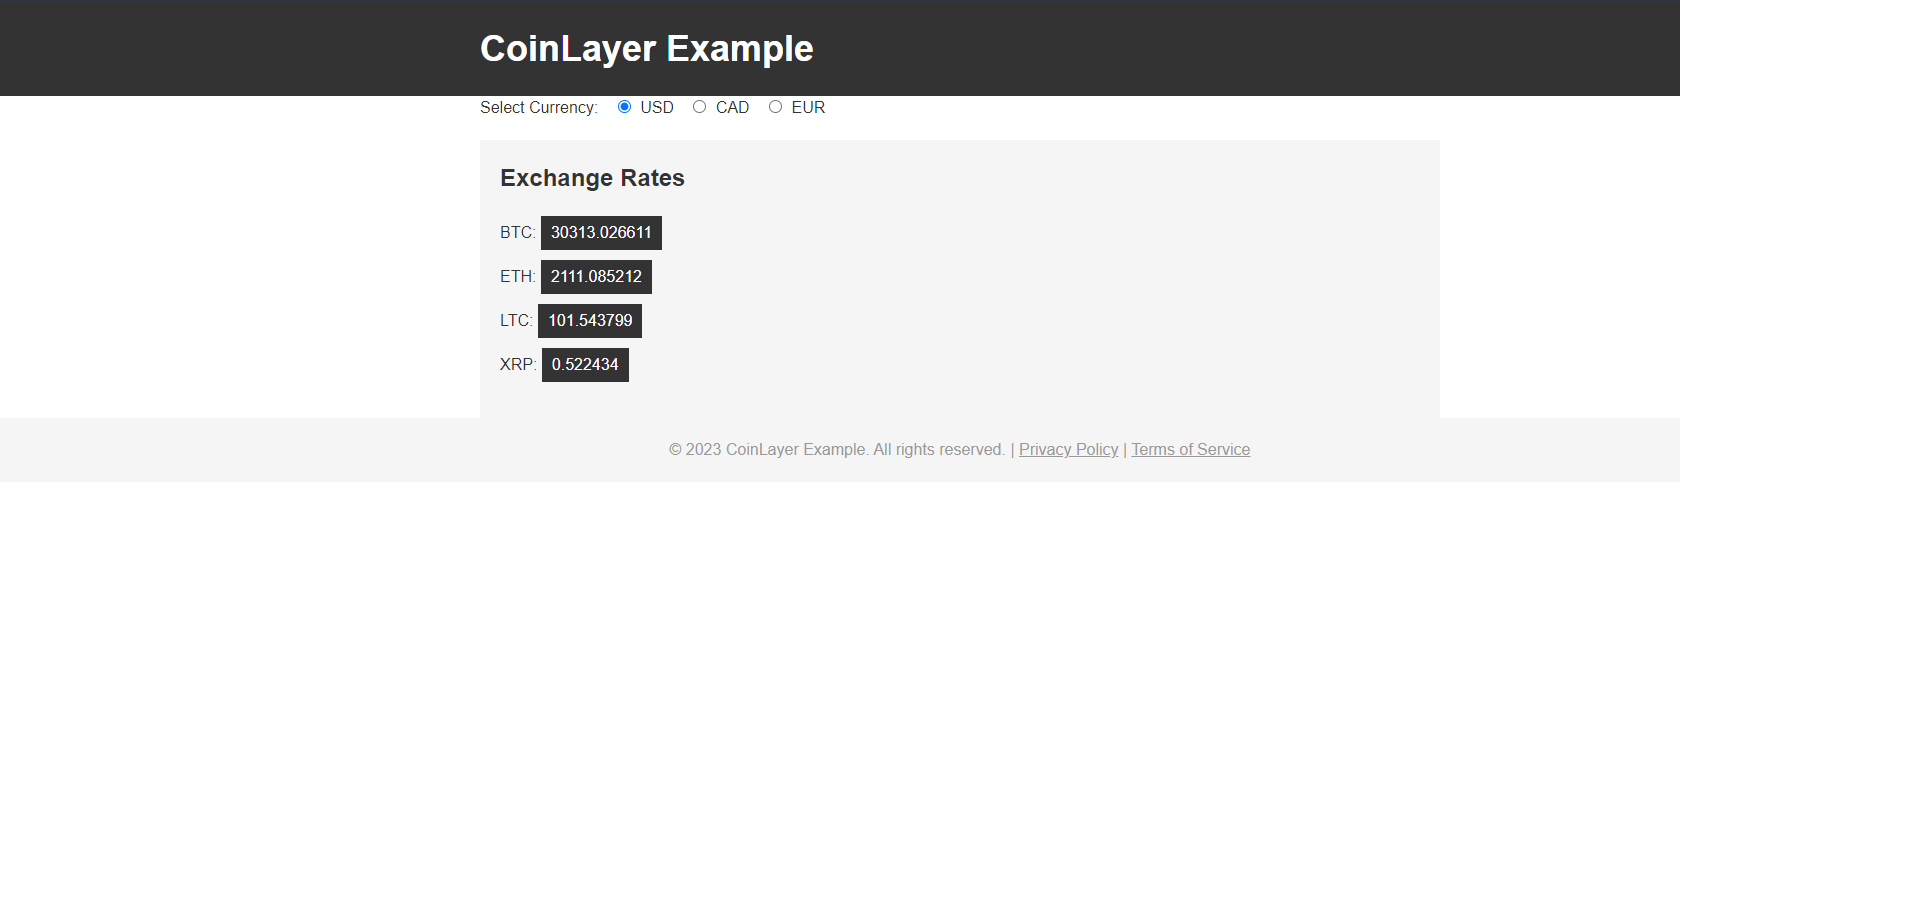 CoinLayer Example
Select Currency: USD CAD EUR
Exchange Rates
BTC: 30313.026611
ETH: 2111.085212
LTC: 101.543799
XRP: 0.522434
© 2023 CoinLayer Example. All rights reserved. | Privacy Policy | Terms of Service